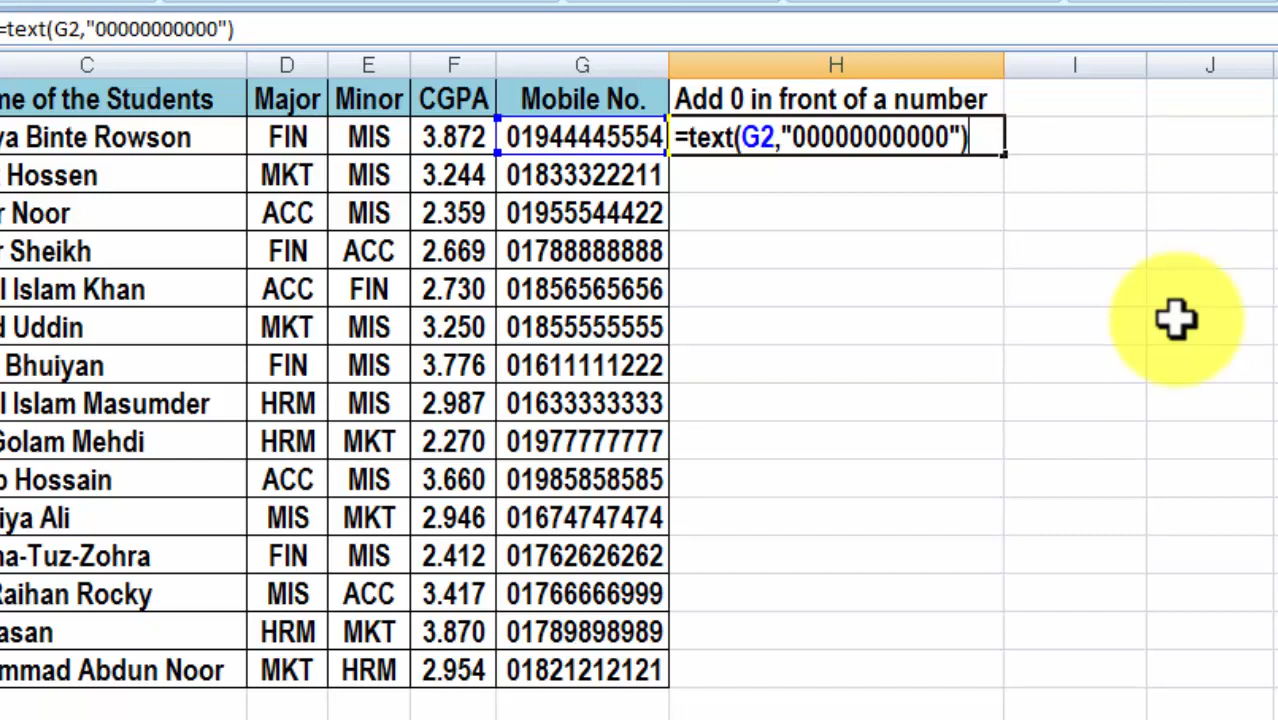 =text(G2,"00000000000")
C D E F G H I J
me of the Students Major Minor CGPA Mobile No. Add 0 in front of a number
ya Binte Rowson FIN MIS 3.872 01944445554 =text(G2,"00000000000")
Hossen MKT MIS 3.244 01833322211
r Noor ACC MIS 2.359 01955544422
r Sheikh FIN ACC 2.669 01788888888
l Islam Khan ACC FIN 2.730 01856565656
d Uddin MKT MIS 3.250 01855555555
Bhuiyan FIN MIS 3.776 01611111222
l Islam Masumder HRM MIS 2.987 01633333333
Golam Mehdi HRM MKT 2.270 01977777777
b Hossain ACC MIS 3.660 01985858585
iya Ali MIS MKT 2.946 01674747474
na-Tuz-Zohra FIN MIS 2.412 01762626262
Raihan Rocky MIS ACC 3.417 01766666999
asan HRM MKT 3.870 01789898989
ammad Abdun Noor MKT HRM 2.954 01821212121